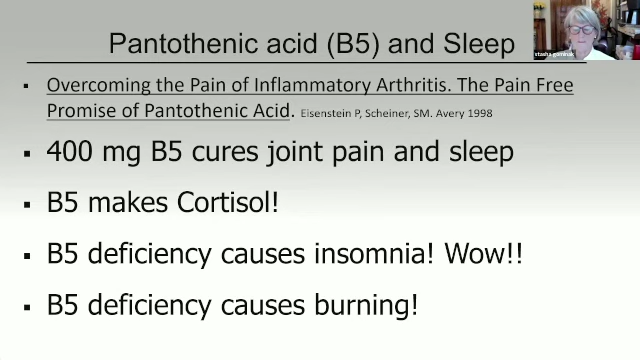 Pantothenic acid (B5) and Sleep
Overcoming the Pain of Inflammatory Arthritis. The Pain Free
Promise of Pantothenic Acid. Eisenstein P, Scheiner, SM. Avery 1998
400 mg B5 cures joint pain and sleep
B5 makes Cortisol!
B5 deficiency causes insomnia! Wow!!
B5 deficiency causes burning!